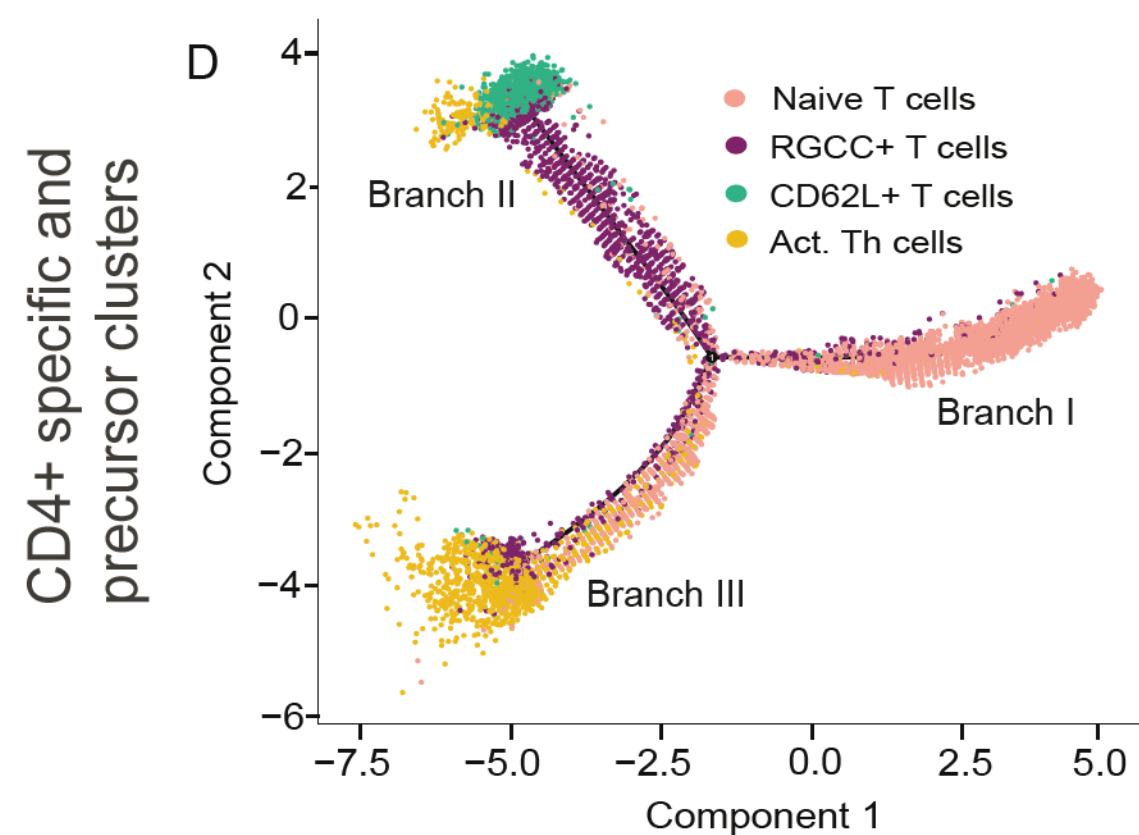 D
CD4+ specific and
precursor clusters
Component 2
4
2
0
−2
−4
−6
Naive T cells
RGCC+ T cells
CD62L+ T cells
Act. Th cells
Branch II
Branch I
Branch III
1
−7.5
−5.0
−2.5
0.0
2.5
5.0
Component 1